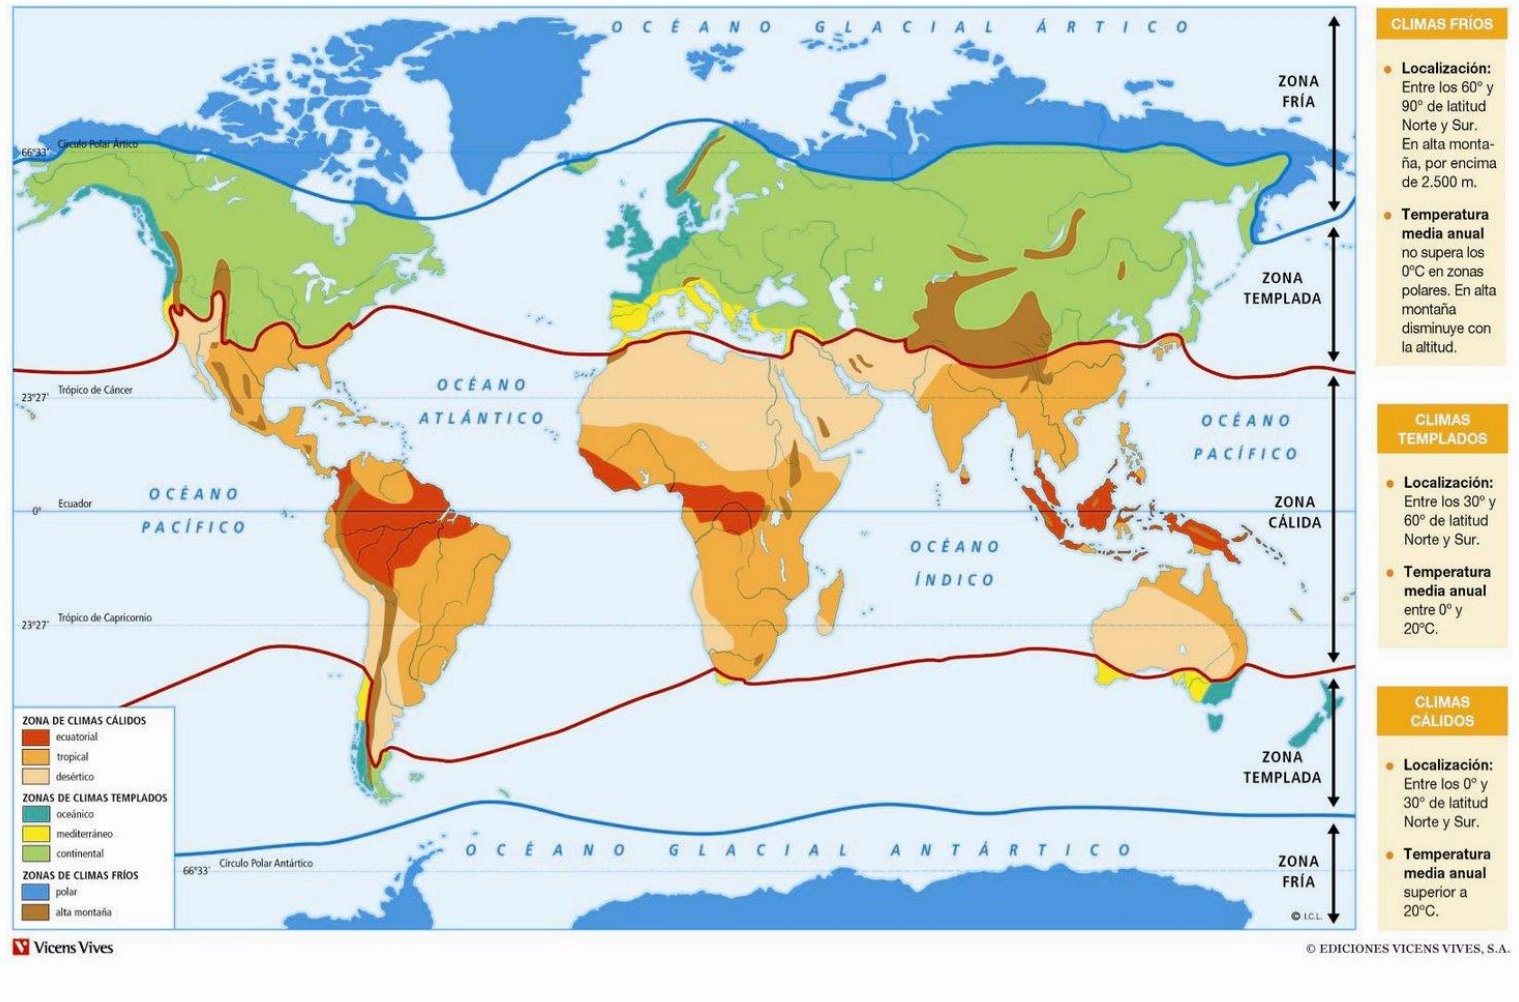 OCÉANO GLACIAL ÁRTICO
ZONA
FRÍA
Círculo Polar Ártico
66°33'
ZONA
TEMPLADA
Trópico de Cáncer
23°27'
OCÉANO
ATLÁNTICO
OCÉANO
PACÍFICO
OCÉANO
PACÍFICO
Ecuador
0°
ZONA
CÁLIDA
OCÉANO
ÍNDICO
Trópico de Capricornio
23°27'
ZONA
TEMPLADA
OCÉANO GLACIAL ANTÁRTICO
Círculo Polar Antártico
66°33'
ZONA
FRÍA
© I.C.L.
ZONA DE CLIMAS CÁLIDOS
ecuatorial
tropical
desértico
ZONAS DE CLIMAS TEMPLADOS
oceánico
mediterráneo
continental
ZONAS DE CLIMAS FRÍOS
polar
alta montaña
CLIMAS FRÍOS
Localización:
Entre los 60° y
90° de latitud
Norte y Sur.
En alta monta-
ña, por encima
de 2.500 m.
Temperatura
media anual
no supera los
0°C en zonas
polares. En alta
montaña
disminuye con
la altitud.
CLIMAS
TEMPLADOS
Localización:
Entre los 30° y
60° de latitud
Norte y Sur.
Temperatura
media anual
entre 0° y
20°C.
CLIMAS
CÁLIDOS
Localización:
Entre los 0° y
30° de latitud
Norte y Sur.
Temperatura
media anual
superior a
20°C.
Vicens Vives
© EDICIONES VICENS VIVES, S.A.